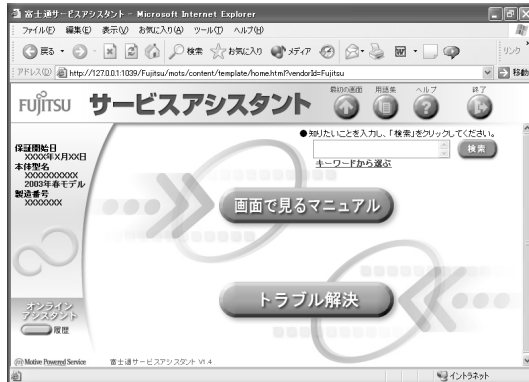 富士通サービスアシスタント - Microsoft Internet Explorer
ファイル(F) 編集(E) 表示(V) お気に入り(A) ツール(T) ヘルプ(H)
戻る 検索 お気に入り メディア リンク
アドレス(D) http://127.0.0.1:1039/Fujitsu/mots/content/template/home.html?vendorId=Fujitsu 移動
FUJITSU サービスアシスタント
最初の画面 用語集 ヘルプ 終了
●知りたいことを入力し、「検索」をクリックしてください。
検索
キーワードから選ぶ
保証開始日
XXXX年X月XX日
本体型名
XXXXXXXXXX
2003年春モデル
製造番号
XXXXXXX
画面で見るマニュアル
トラブル解決
オンライン
アシスタント
履歴
Motive Powered Service 富士通サービスアシスタント V1.4
イントラネット